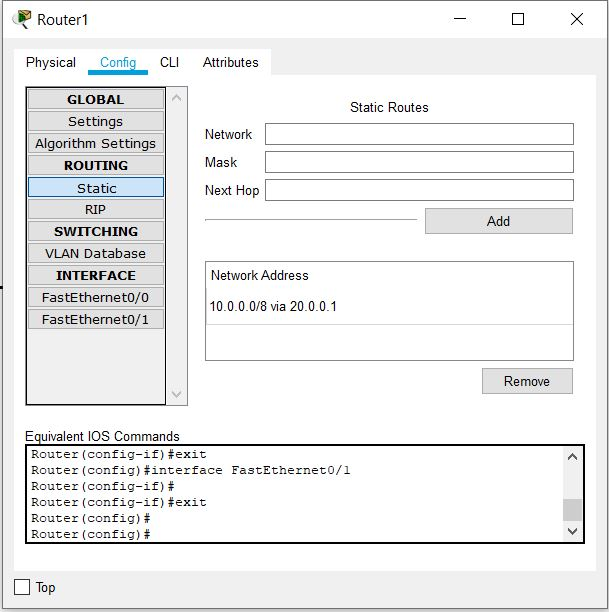 Router1
Physical Config CLI Attributes
GLOBAL
Settings
Algorithm Settings
ROUTING
Static
RIP
SWITCHING
VLAN Database
INTERFACE
FastEthernet0/0
FastEthernet0/1
Static Routes
Network
Mask
Next Hop
Add
Network Address
10.0.0.0/8 via 20.0.0.1
Remove
Equivalent IOS Commands
Router(config-if)#exit
Router(config)#interface FastEthernet0/1
Router(config-if)#
Router(config-if)#exit
Router(config)#
Router(config)#
Top